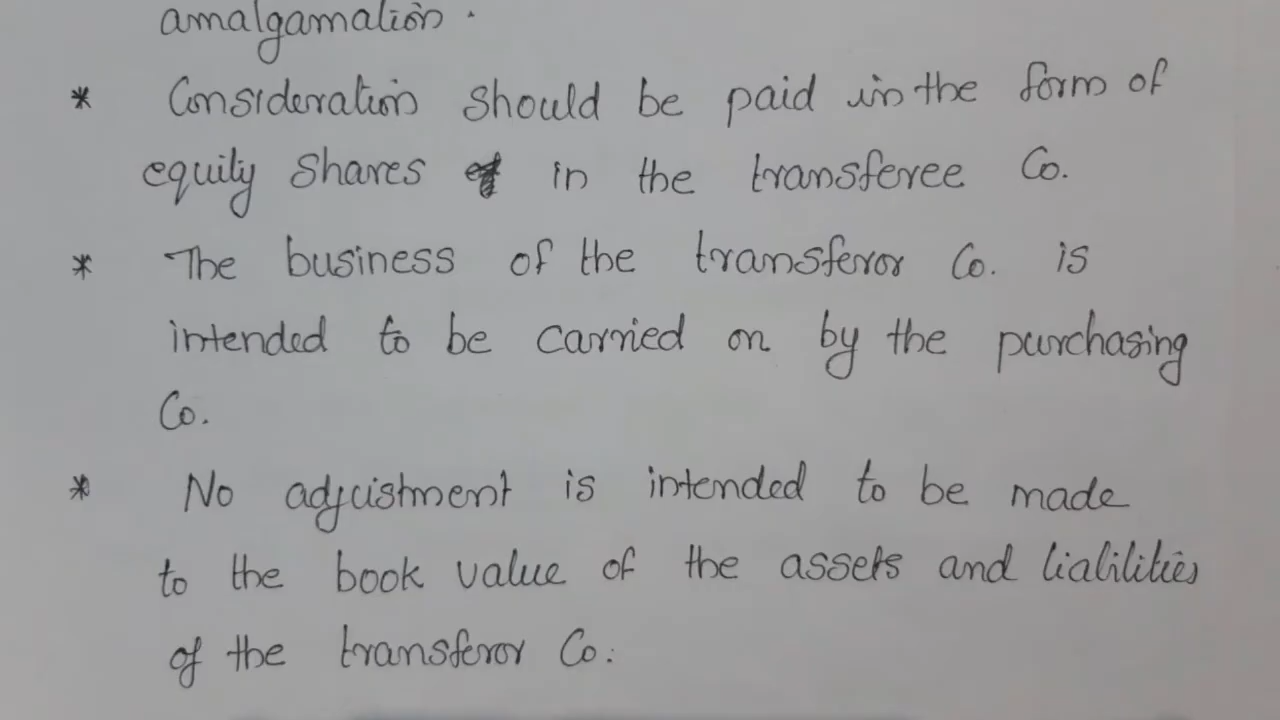 amalgamation.
* Consideration should be paid in the form of
equity shares in the transferee Co.
* The business of the transferor Co. is
intended to be carried on by the purchasing
Co.
* No adjustment is intended to be made
to the book value of the assets and lialilities
of the transferor Co.